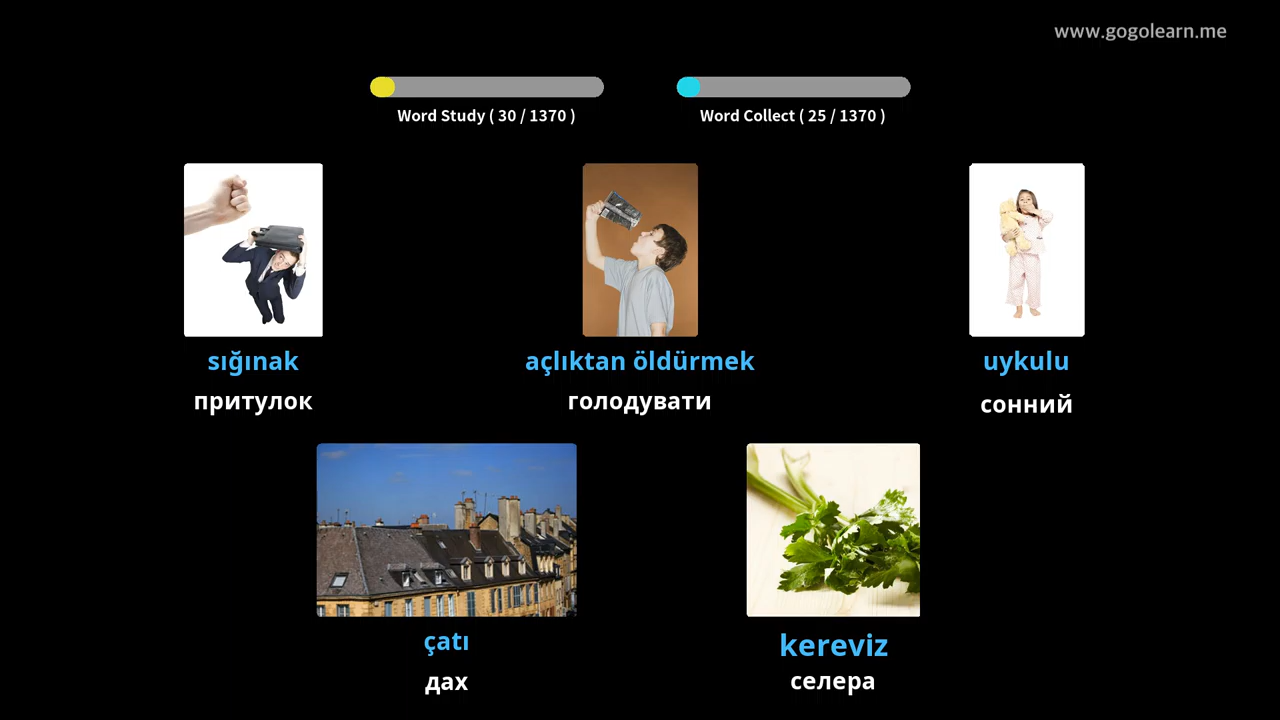 www.gogolearn.me
Word Study ( 30 / 1370 )
Word Collect ( 25 / 1370 )
sığınak
притулок
açlıktan öldürmek
голодувати
uykulu
сонний
çatı
дах
kereviz
селера